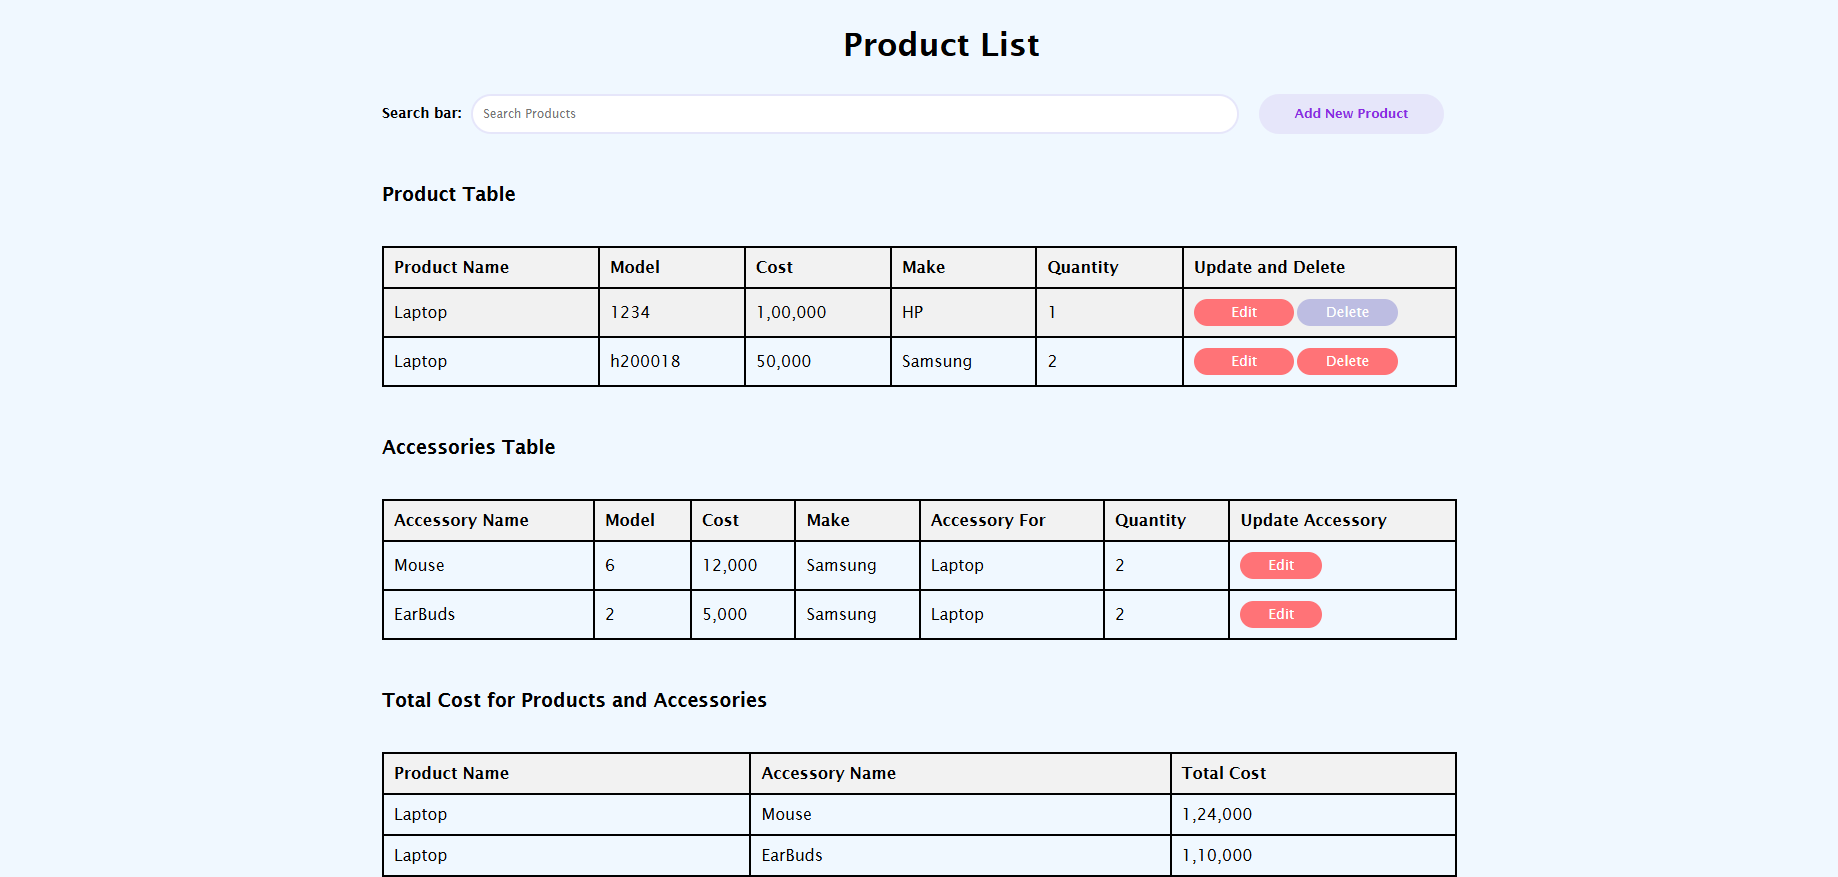 Product List
Search bar: Search Products Add New Product
Product Table
Product Name Model Cost Make Quantity Update and Delete
Laptop 1234 1,00,000 HP 1 Edit Delete
Laptop h200018 50,000 Samsung 2 Edit Delete
Accessories Table
Accessory Name Model Cost Make Accessory For Quantity Update Accessory
Mouse 6 12,000 Samsung Laptop 2 Edit
EarBuds 2 5,000 Samsung Laptop 2 Edit
Total Cost for Products and Accessories
Product Name Accessory Name Total Cost
Laptop Mouse 1,24,000
Laptop EarBuds 1,10,000